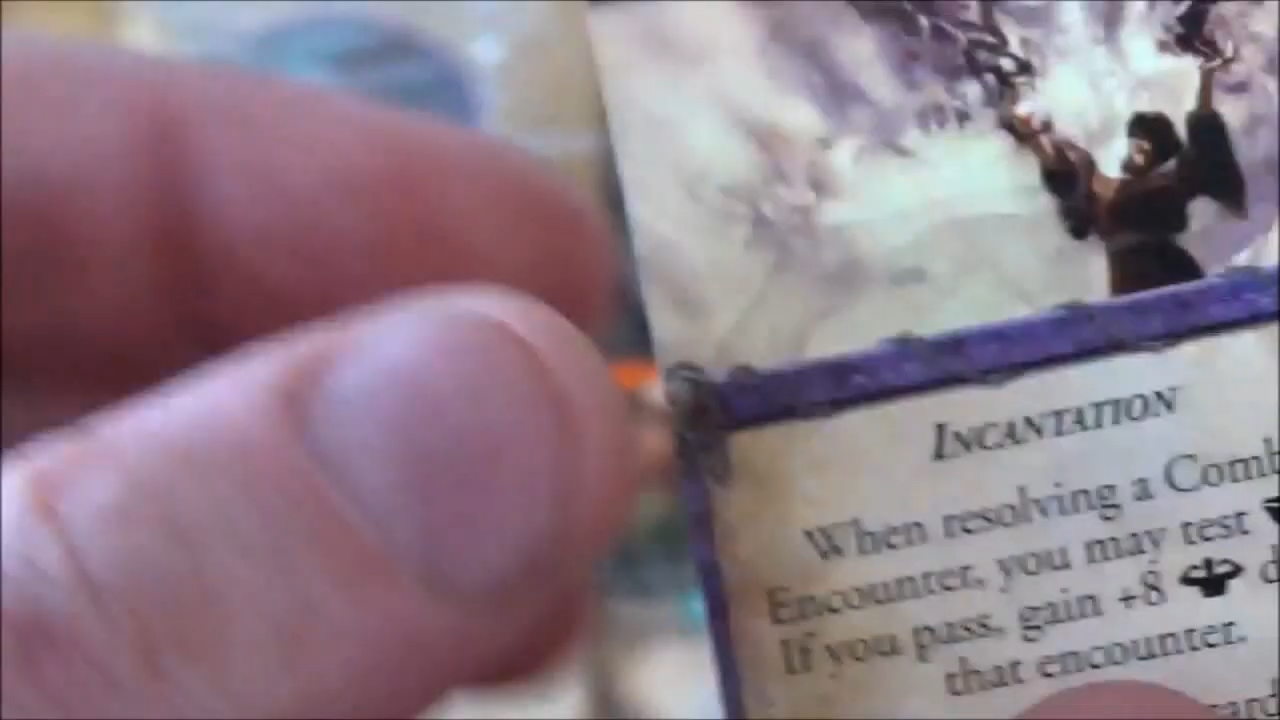 INCANTATION
When resolving a Comb
Encounter, you may test
If you pass, gain +8 d
that encounter.